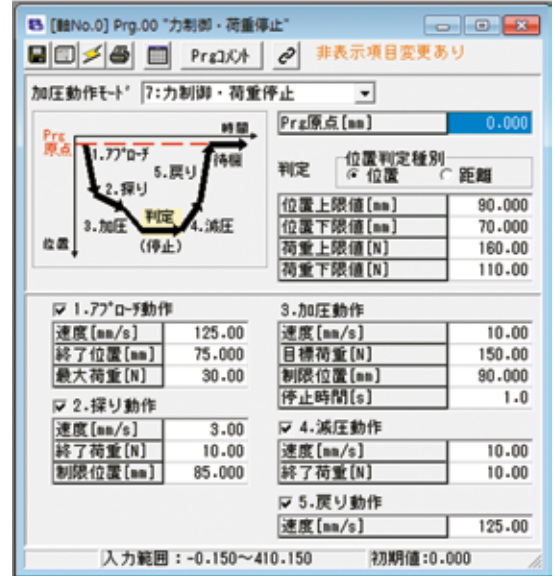 [軸No.0] Prg.00 "力制御・荷重停止"
Prgコメント 非表示項目変更あり
加圧動作モード 7:力制御・荷重停止
Prg原点[mm] 0.000
Prg原点
時間
1.アプローチ
待機
5.戻り
2.探り
3.加圧
判定
4.減圧
位置
(停止)
判定 位置判定種別
位置 距離
位置上限値[mm] 90.000
位置下限値[mm] 70.000
荷重上限値[N] 160.00
荷重下限値[N] 110.00
1.アプローチ動作
速度[mm/s] 125.00
終了位置[mm] 75.000
最大荷重[N] 30.00
2.探り動作
速度[mm/s] 3.00
終了荷重[N] 10.00
制限位置[mm] 85.000
3.加圧動作
速度[mm/s] 10.00
目標荷重[N] 150.00
制限位置[mm] 90.000
停止時間[s] 1.0
4.減圧動作
速度[mm/s] 10.00
終了荷重[N] 10.00
5.戻り動作
速度[mm/s] 125.00
入力範囲:-0.150～410.150 初期値:0.000